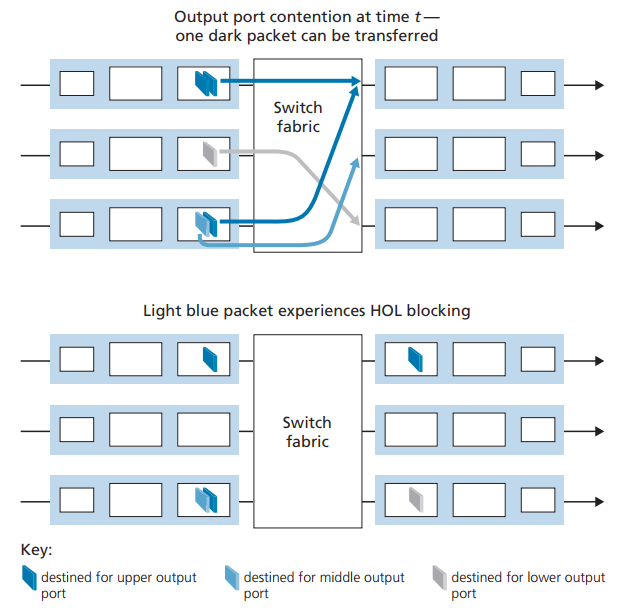 Output port contention at time t—
one dark packet can be transferred
Switch
fabric
Light blue packet experiences HOL blocking
Switch
fabric
Key:
destined for upper output
port
destined for middle output
port
destined for lower output
port